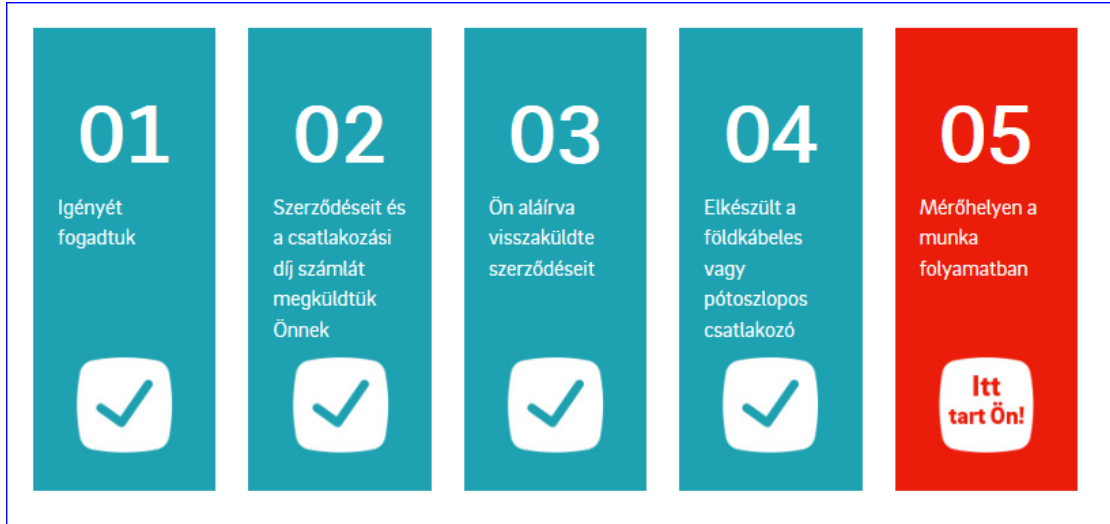 01
Igényét
fogadtuk
02
Szerződéseit és
a csatlakozási
díj számlát
megküldtük
Önnek
03
Ön aláírva
visszaküldte
szerződéseit
04
Elkészült a
földkábeles
vagy
pótoszlopos
csatlakozó
05
Mérőhelyen a
munka
folyamatban
Itt
tart Ön!